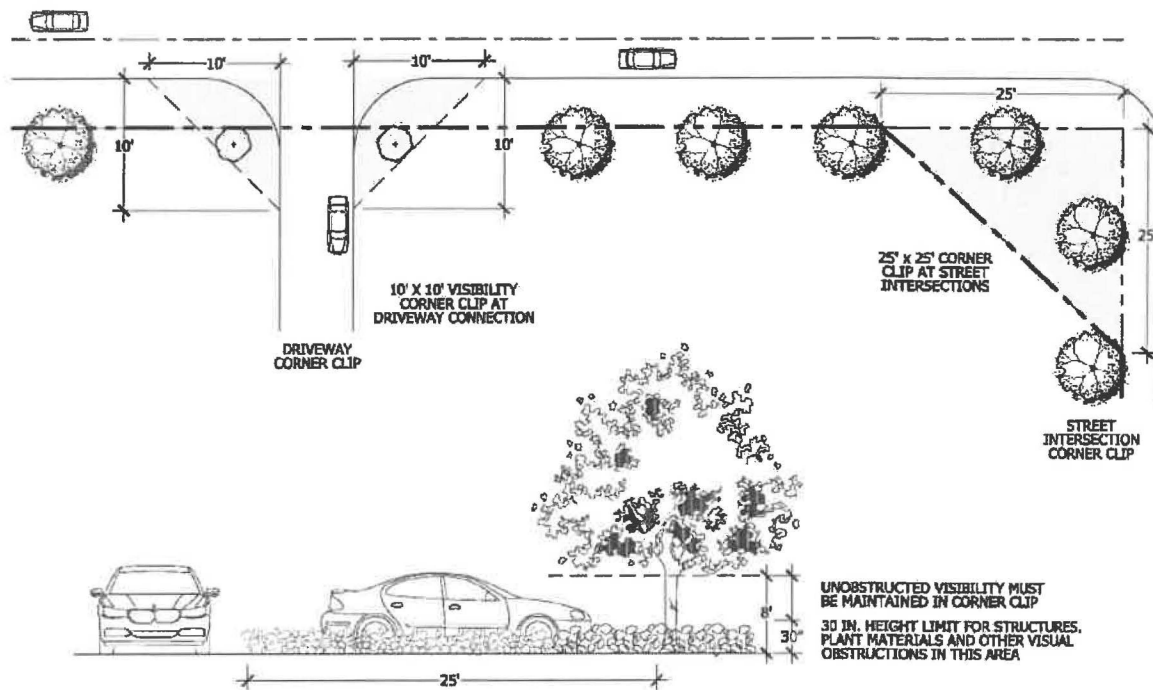 10'
10'
25'
10'
10'
25'
25' x 25' CORNER
CLIP AT STREET
INTERSECTIONS
10' X 10' VISIBILITY
CORNER CLIP AT
DRIVEWAY CONNECTION
DRIVEWAY
CORNER CLIP
STREET
INTERSECTION
CORNER CLIP
UNOBSTRUCTED VISIBILITY MUST
BE MAINTAINED IN CORNER CLIP
8'
30"
30 IN. HEIGHT LIMIT FOR STRUCTURES,
PLANT MATERIALS AND OTHER VISUAL
OBSTRUCTIONS IN THIS AREA
25'